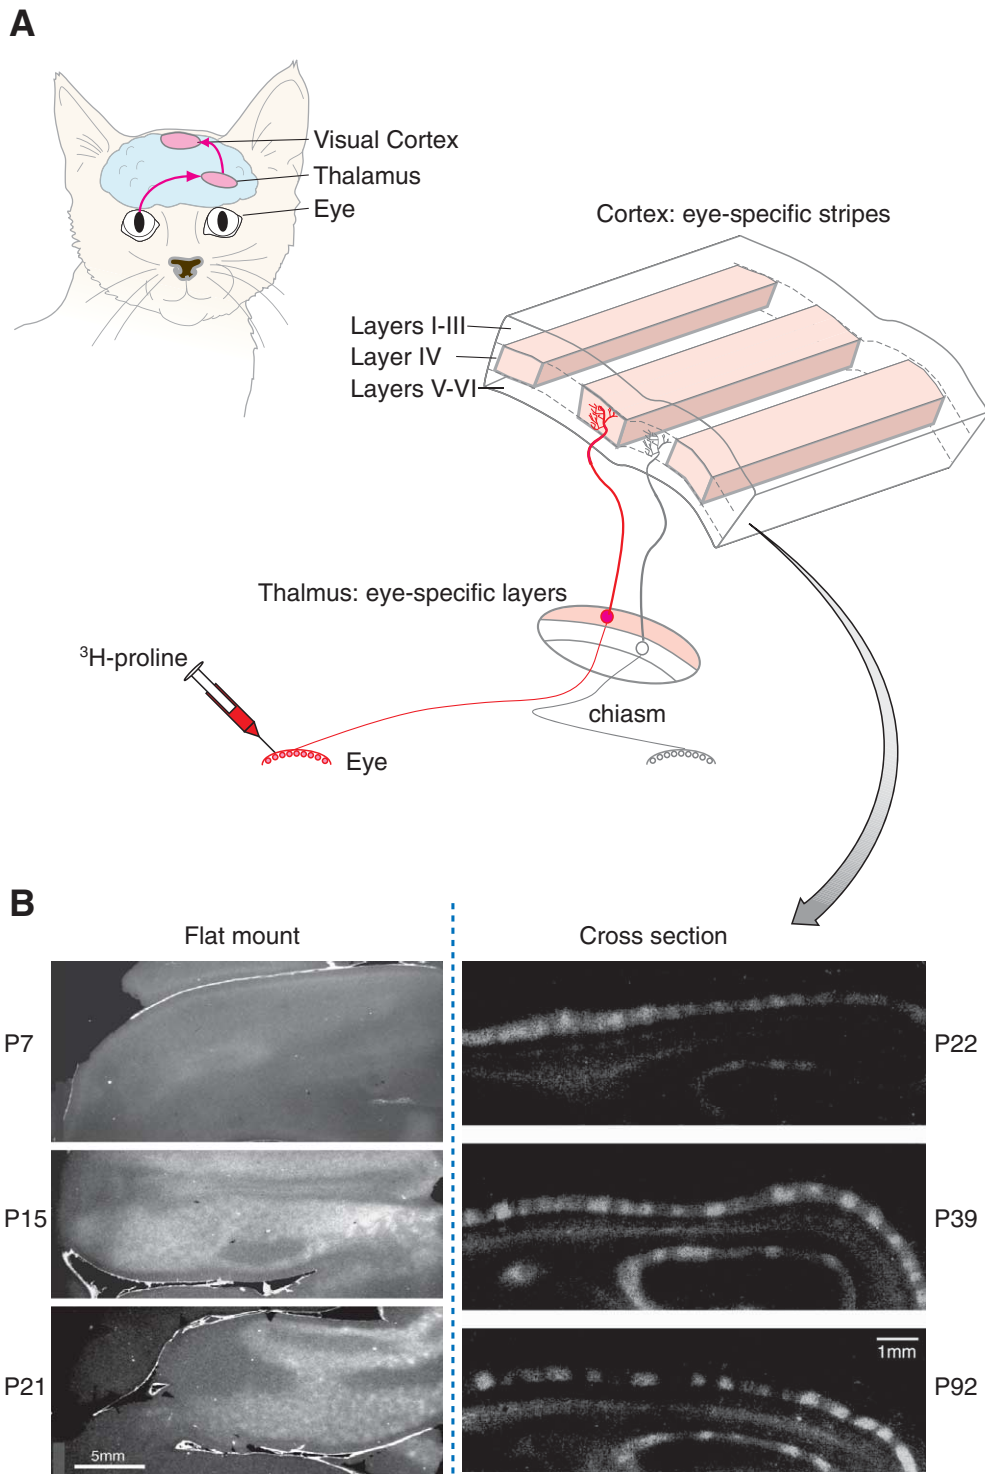 A
Visual Cortex
Thalamus
Eye
Cortex: eye-specific stripes
Layers I-III
Layer IV
Layers V-VI
Thalmus: eye-specific layers
³H-proline
chiasm
Eye
B
Flat mount
Cross section
P7
P22
P15
P39
P21
1mm
P92
5mm